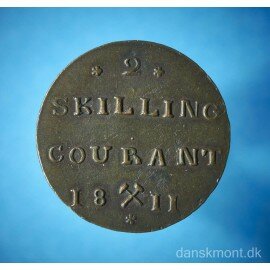 * 2 *
SKILLING
COURANT
18 ⚒ 11
*
danskmont.dk